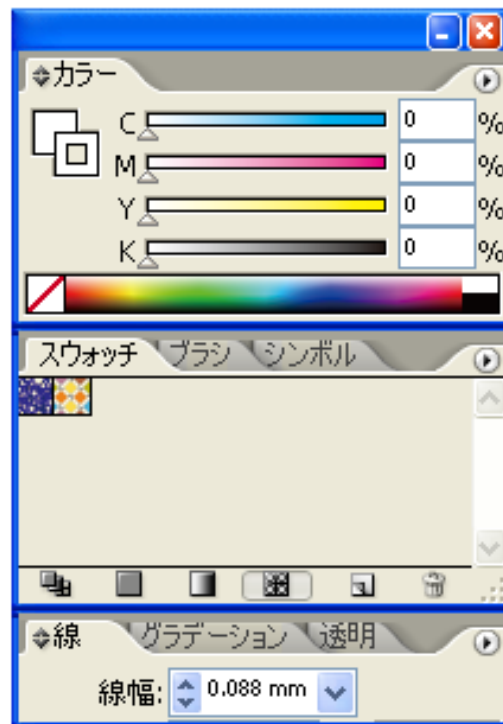 カラー
C 0 %
M 0 %
Y 0 %
K 0 %
スウォッチ ブラシ シンボル
線 グラデーション 透明
線幅: 0.088 mm